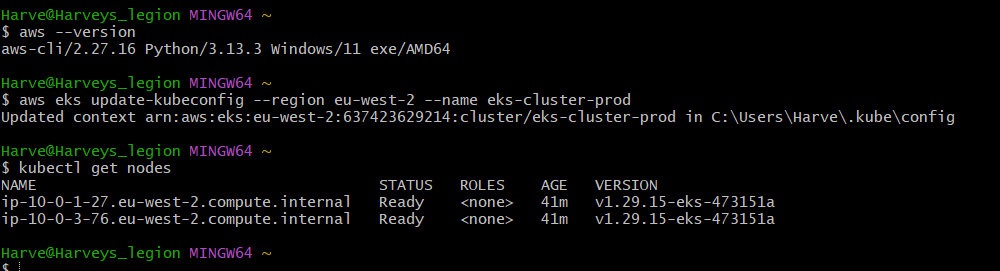 Harve@Harveys_legion MINGW64 ~
$ aws --version
aws-cli/2.27.16 Python/3.13.3 Windows/11 exe/AMD64
Harve@Harveys_legion MINGW64 ~
$ aws eks update-kubeconfig --region eu-west-2 --name eks-cluster-prod
Updated context arn:aws:eks:eu-west-2:637423629214:cluster/eks-cluster-prod in C:\Users\Harve\.kube\config
Harve@Harveys_legion MINGW64 ~
$ kubectl get nodes
NAME STATUS ROLES AGE VERSION
ip-10-0-1-27.eu-west-2.compute.internal Ready <none> 41m v1.29.15-eks-473151a
ip-10-0-3-76.eu-west-2.compute.internal Ready <none> 41m v1.29.15-eks-473151a
Harve@Harveys_legion MINGW64 ~
$